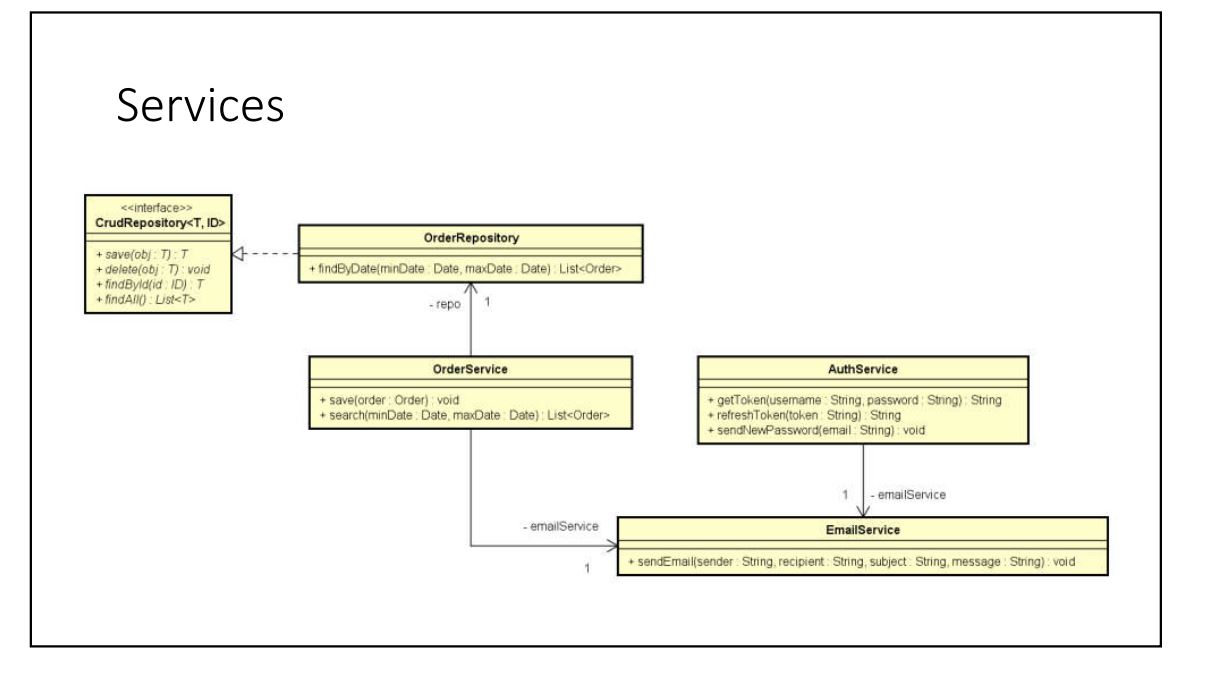 Services
<<interface>>
CrudRepository<T, ID>
+ save(obj : T) : T
+ delete(obj : T) : void
+ findById(id : ID) : T
+ findAll() : List<T>
OrderRepository
+ findByDate(minDate : Date, maxDate : Date) : List<Order>
- repo
1
OrderService
+ save(order : Order) : void
+ search(minDate : Date, maxDate : Date) : List<Order>
AuthService
+ getToken(username : String, password : String) : String
+ refreshToken(token : String) : String
+ sendNewPassword(email : String) : void
1
- emailService
- emailService
1
EmailService
+ sendEmail(sender : String, recipient : String, subject : String, message : String) : void